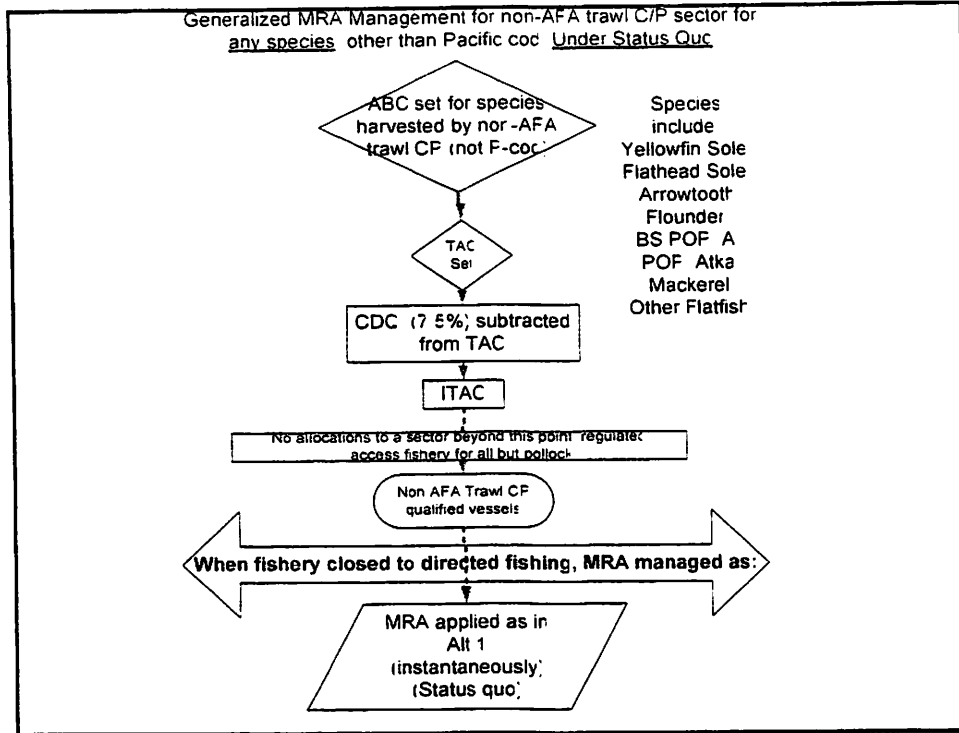 Generalized MRA Management for non-AFA trawl C/P sector for
any species other than Pacific cod Under Status Quo
ABC set for species
harvested by non-AFA
trawl CP (not P-cod)
Species
include
Yellowfin Sole
Flathead Sole
Arrowtooth
Flounder
BS POP A
POP Atka
Mackerel
Other Flatfish
TAC
Set
CDC (7 5%) subtracted
from TAC
ITAC
No allocations to a sector beyond this point regulated
access fishery for all but pollock
Non AFA Trawl CP
qualified vessels
When fishery closed to directed fishing, MRA managed as:
MRA applied as in
Alt 1
(instantaneously)
(Status quo)